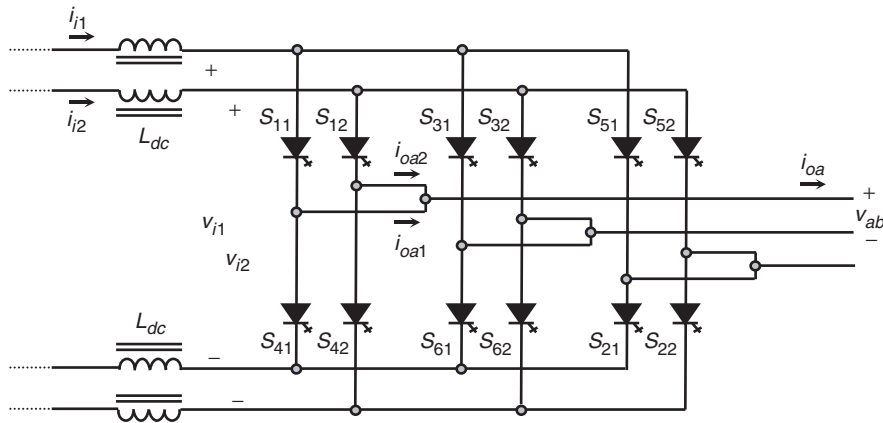 i_i1
+
i_i2
+
L_dc
S_11 S_12 S_31 S_32 S_51 S_52
i_oa2
i_oa
+
v_i1
i_oa1
v_ab
v_i2
−
L_dc
S_41 S_42 S_61 S_62 S_21 S_22
−
−